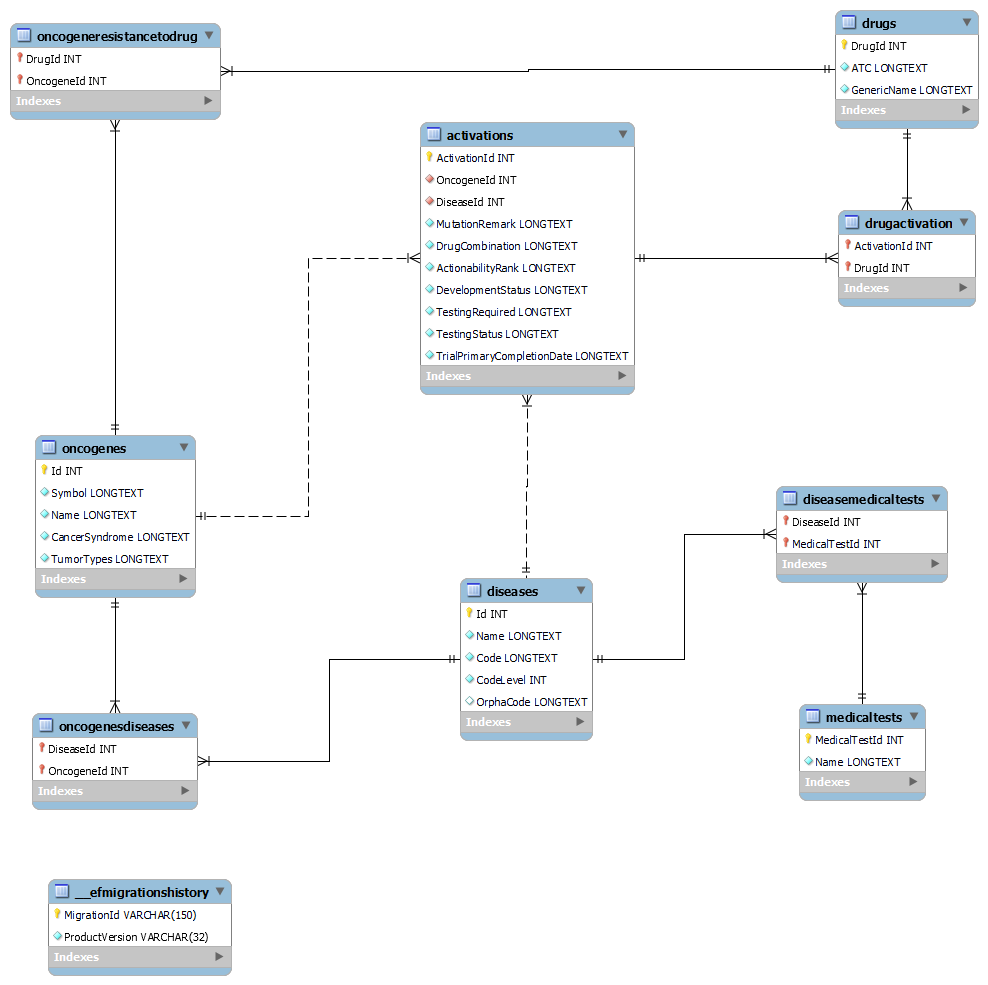 oncogeneresistancetodrug
DrugId INT
OncogeneId INT
Indexes
drugs
DrugId INT
ATC LONGTEXT
GenericName LONGTEXT
Indexes
activations
ActivationId INT
OncogeneId INT
DiseaseId INT
MutationRemark LONGTEXT
DrugCombination LONGTEXT
ActionabilityRank LONGTEXT
DevelopmentStatus LONGTEXT
TestingRequired LONGTEXT
TestingStatus LONGTEXT
TrialPrimaryCompletionDate LONGTEXT
Indexes
drugactivation
ActivationId INT
DrugId INT
Indexes
oncogenes
Id INT
Symbol LONGTEXT
Name LONGTEXT
CancerSyndrome LONGTEXT
TumorTypes LONGTEXT
Indexes
diseasemedicaltests
DiseaseId INT
MedicalTestId INT
Indexes
diseases
Id INT
Name LONGTEXT
Code LONGTEXT
CodeLevel INT
OrphaCode LONGTEXT
Indexes
oncogenesdiseases
DiseaseId INT
OncogeneId INT
Indexes
medicaltests
MedicalTestId INT
Name LONGTEXT
Indexes
__efmigrationshistory
MigrationId VARCHAR(150)
ProductVersion VARCHAR(32)
Indexes